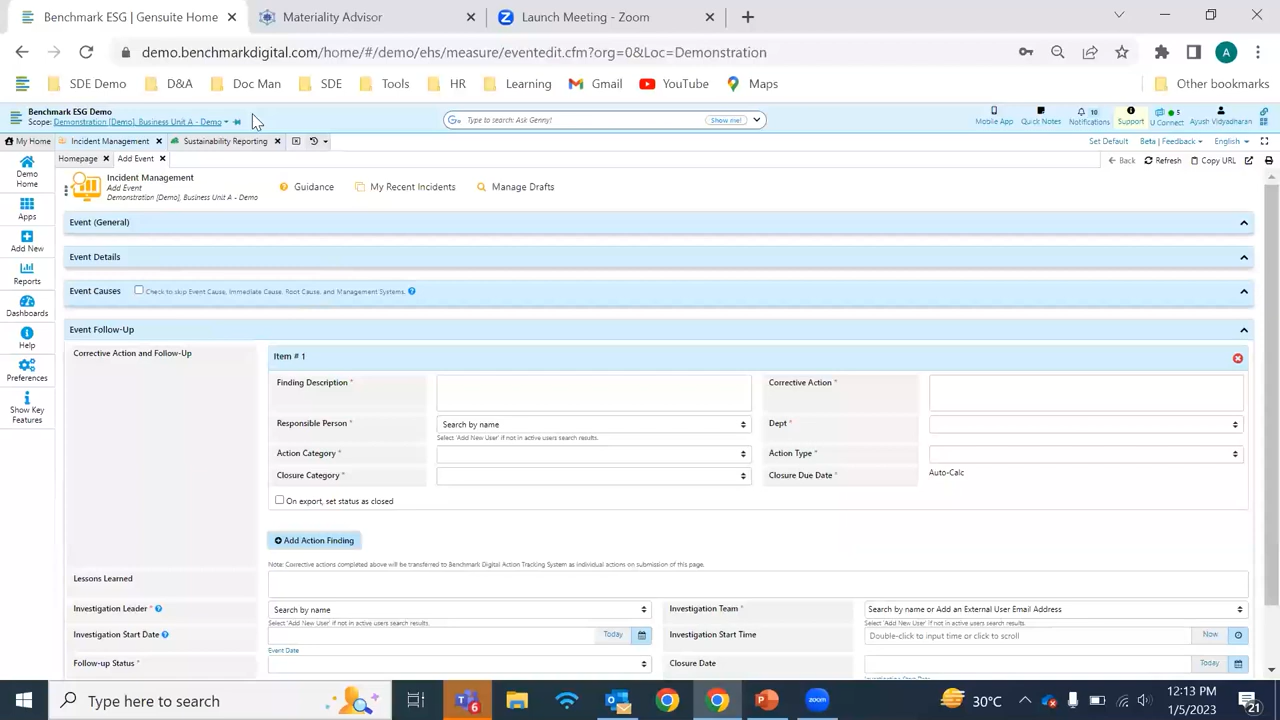 Benchmark ESG | Gensuite Home
Materiality Advisor
Launch Meeting - Zoom
demo.benchmarkdigital.com/home/#/demo/ehs/measure/eventedit.cfm?org=0&Loc=Demonstration
A
SDE Demo
D&A
Doc Man
SDE
Tools
HR
Learning
Gmail
YouTube
Maps
Other bookmarks
Benchmark ESG Demo
Scope: Demonstration [Demo], Business Unit A - Demo
Type to search: Ask Genny!
Show me!
Mobile App
Quick Notes
10
Notifications
Support
5
U Connect
Ayush Vidyadharan
My Home
Incident Management
Sustainability Reporting
Set Default
Beta | Feedback
English
Homepage
Add Event
Back
Refresh
Copy URL
Demo
Home
Apps
Add New
Reports
Dashboards
Help
Preferences
Show Key
Features
Incident Management
Add Event
Demonstration [Demo], Business Unit A - Demo
Guidance
My Recent Incidents
Manage Drafts
Event (General)
Event Details
Event Causes
Check to skip Event Cause, Immediate Cause, Root Cause, and Management Systems.
Event Follow-Up
Corrective Action and Follow-Up
Item # 1
Finding Description *
Corrective Action *
Responsible Person *
Search by name
Select 'Add New User' if not in active users search results.
Dept *
Action Category *
Action Type *
Closure Category *
Closure Due Date *
Auto-Calc
On export, set status as closed
Add Action Finding
Note: Corrective actions completed above will be transferred to Benchmark Digital Action Tracking System as individual actions on submission of this page.
Lessons Learned
Investigation Leader *
Search by name
Select 'Add New User' if not in active users search results.
Investigation Team *
Search by name or Add an External User Email Address
Select 'Add New User' if not in active users search results.
Investigation Start Date
Today
Event Date
Investigation Start Time
Double-click to input time or click to scroll
Now
Follow-up Status *
Closure Date
Today
Type here to search
6
30°C
12:13 PM
1/5/2023
21